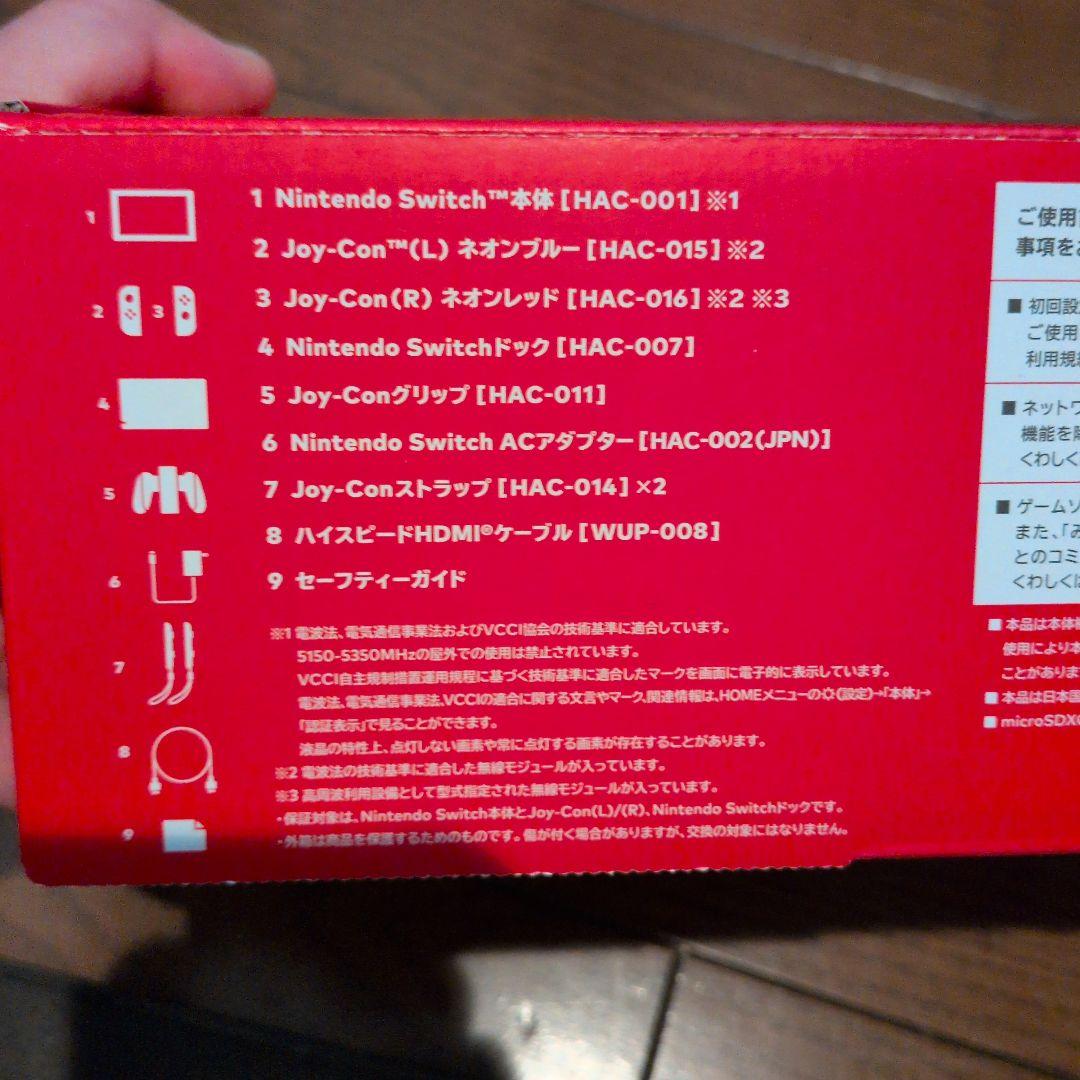 1 Nintendo Switch™本体 [HAC-001] ※1
2 Joy-Con™(L) ネオンブルー [HAC-015] ※2
3 Joy-Con(R) ネオンレッド [HAC-016] ※2 ※3
4 Nintendo Switchドック [HAC-007]
5 Joy-Conグリップ [HAC-011]
6 Nintendo Switch ACアダプター [HAC-002(JPN)]
7 Joy-Conストラップ [HAC-014] ×2
8 ハイスピードHDMI®ケーブル [WUP-008]
9 セーフティーガイド
※1 電波法、電気通信事業法およびVCCI協会の技術基準に適合しています。
5150-5350MHzの屋外での使用は禁止されています。
VCCI自主規制措置運用規程に基づく技術基準に適合したマークを画面に電子的に表示しています。
電波法、電気通信事業法、VCCIの適合に関する文言やマーク、関連情報は、HOMEメニューの(設定)→「本体」→
「認証表示」で見ることができます。
液晶の特性上、点灯しない画素や常に点灯する画素が存在することがあります。
※2 電波法の技術基準に適合した無線モジュールが入っています。
※3 高周波利用設備として型式指定された無線モジュールが入っています。
・保証対象は、Nintendo Switch本体とJoy-Con(L)/(R)、Nintendo Switchドックです。
・外箱は商品を保護するためのものです。傷が付く場合がありますが、交換の対象にはなりません。
1
2 3
4
5
6
7
8
9
ご使用
事項を
■ 初回設
ご使用
利用規
■ ネットワ
機能を
くわしく
■ ゲームソ
また、「み
とのコミ
くわしくは
■ 本品は本体
使用により本
ことがありま
■ 本品は日本国
■ microSDX